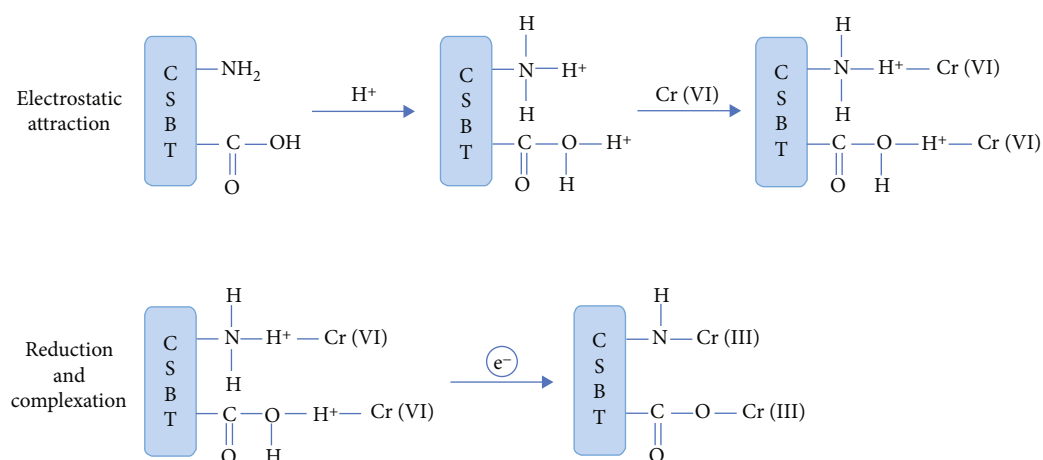 Electrostatic
attraction
C
S
B
T
NH₂
C
OH
O
H⁺
C
S
B
T
H
N
H⁺
H
C
O
H⁺
O
H
Cr (VI)
C
S
B
T
H
N
H⁺
Cr (VI)
H
C
O
H⁺
Cr (VI)
O
H
Reduction
and
complexation
C
S
B
T
H
N
H⁺
Cr (VI)
H
C
O
H⁺
Cr (VI)
O
H
e⁻
C
S
B
T
H
N
Cr (III)
C
O
Cr (III)
O